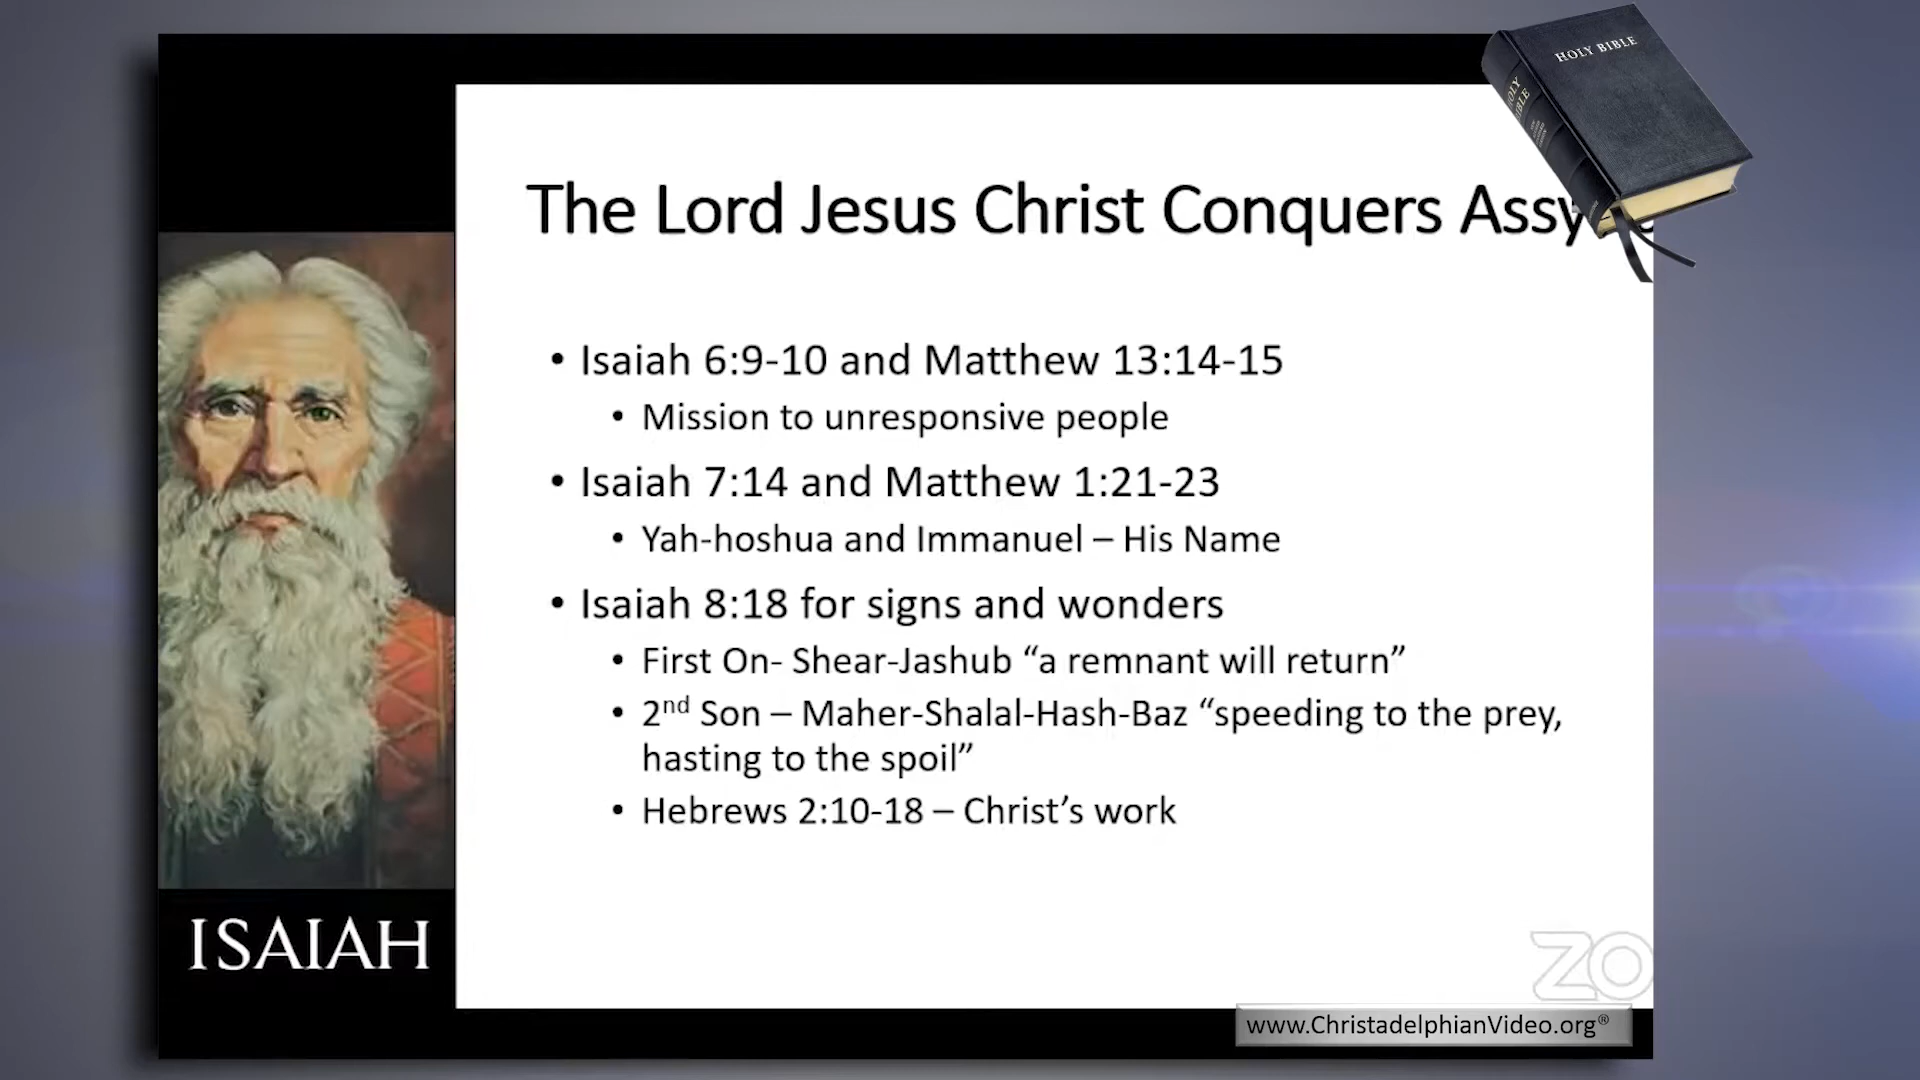 HOLY BIBLE
HOLY BIBLE
The Lord Jesus Christ Conquers
• Isaiah 6:9-10 and Matthew 13:14-15
• Mission to unresponsive people
• Isaiah 7:14 and Matthew 1:21-23
• Yah-hoshua and Immanuel – His Name
• Isaiah 8:18 for signs and wonders
• First On- Shear-Jashub “a remnant will return”
• 2nd Son – Maher-Shalal-Hash-Baz “speeding to the prey,
hasting to the spoil”
• Hebrews 2:10-18 – Christ’s work
ISAIAH
ZO
www.ChristadelphianVideo.org®